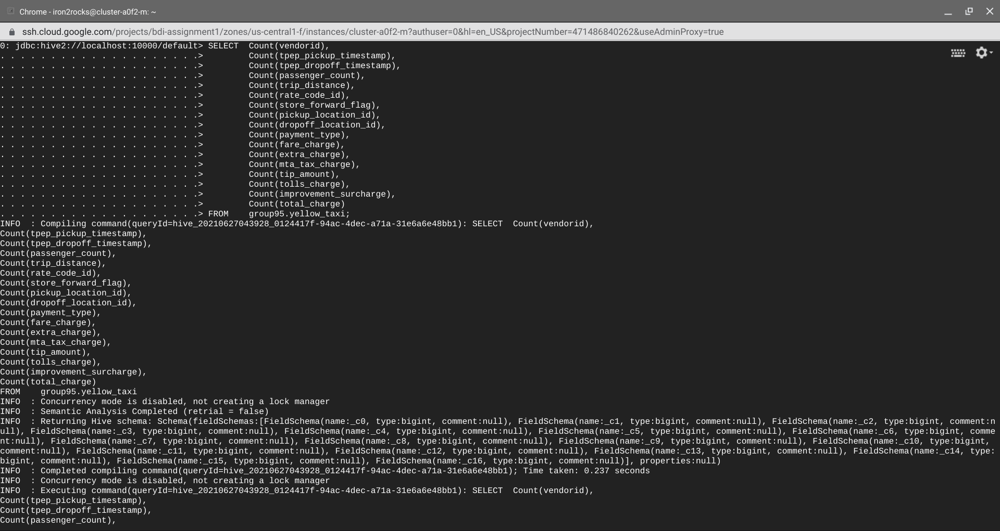 Chrome - iron2rocks@cluster-a0f2-m: ~
ssh.cloud.google.com/projects/bdi-assignment1/zones/us-central1-f/instances/cluster-a0f2-m?authuser=0&hl=en_US&projectNumber=471486840262&useAdminProxy=true
0: jdbc:hive2://localhost:10000/default> SELECT  Count(vendorid),
. . . . . . . . . . . . . . . . . . . .>         Count(tpep_pickup_timestamp),
. . . . . . . . . . . . . . . . . . . .>         Count(tpep_dropoff_timestamp),
. . . . . . . . . . . . . . . . . . . .>         Count(passenger_count),
. . . . . . . . . . . . . . . . . . . .>         Count(trip_distance),
. . . . . . . . . . . . . . . . . . . .>         Count(rate_code_id),
. . . . . . . . . . . . . . . . . . . .>         Count(store_forward_flag),
. . . . . . . . . . . . . . . . . . . .>         Count(pickup_location_id),
. . . . . . . . . . . . . . . . . . . .>         Count(dropoff_location_id),
. . . . . . . . . . . . . . . . . . . .>         Count(payment_type),
. . . . . . . . . . . . . . . . . . . .>         Count(fare_charge),
. . . . . . . . . . . . . . . . . . . .>         Count(extra_charge),
. . . . . . . . . . . . . . . . . . . .>         Count(mta_tax_charge),
. . . . . . . . . . . . . . . . . . . .>         Count(tip_amount),
. . . . . . . . . . . . . . . . . . . .>         Count(tolls_charge),
. . . . . . . . . . . . . . . . . . . .>         Count(improvement_surcharge),
. . . . . . . . . . . . . . . . . . . .>         Count(total_charge)
. . . . . . . . . . . . . . . . . . . .> FROM    group95.yellow_taxi;
INFO  : Compiling command(queryId=hive_20210627043928_0124417f-94ac-4dec-a71a-31e6a6e48bb1): SELECT  Count(vendorid),
Count(tpep_pickup_timestamp),
Count(tpep_dropoff_timestamp),
Count(passenger_count),
Count(trip_distance),
Count(rate_code_id),
Count(store_forward_flag),
Count(pickup_location_id),
Count(dropoff_location_id),
Count(payment_type),
Count(fare_charge),
Count(extra_charge),
Count(mta_tax_charge),
Count(tip_amount),
Count(tolls_charge),
Count(improvement_surcharge),
Count(total_charge)
FROM    group95.yellow_taxi
INFO  : Concurrency mode is disabled, not creating a lock manager
INFO  : Semantic Analysis Completed (retrial = false)
INFO  : Returning Hive schema: Schema(fieldSchemas:[FieldSchema(name:_c0, type:bigint, comment:null), FieldSchema(name:_c1, type:bigint, comment:null), FieldSchema(name:_c2, type:bigint, comment:n
ull), FieldSchema(name:_c3, type:bigint, comment:null), FieldSchema(name:_c4, type:bigint, comment:null), FieldSchema(name:_c5, type:bigint, comment:null), FieldSchema(name:_c6, type:bigint, comme
nt:null), FieldSchema(name:_c7, type:bigint, comment:null), FieldSchema(name:_c8, type:bigint, comment:null), FieldSchema(name:_c9, type:bigint, comment:null), FieldSchema(name:_c10, type:bigint,
comment:null), FieldSchema(name:_c11, type:bigint, comment:null), FieldSchema(name:_c12, type:bigint, comment:null), FieldSchema(name:_c13, type:bigint, comment:null), FieldSchema(name:_c14, type:
bigint, comment:null), FieldSchema(name:_c15, type:bigint, comment:null), FieldSchema(name:_c16, type:bigint, comment:null)], properties:null)
INFO  : Completed compiling command(queryId=hive_20210627043928_0124417f-94ac-4dec-a71a-31e6a6e48bb1); Time taken: 0.237 seconds
INFO  : Concurrency mode is disabled, not creating a lock manager
INFO  : Executing command(queryId=hive_20210627043928_0124417f-94ac-4dec-a71a-31e6a6e48bb1): SELECT  Count(vendorid),
Count(tpep_pickup_timestamp),
Count(tpep_dropoff_timestamp),
Count(passenger_count),